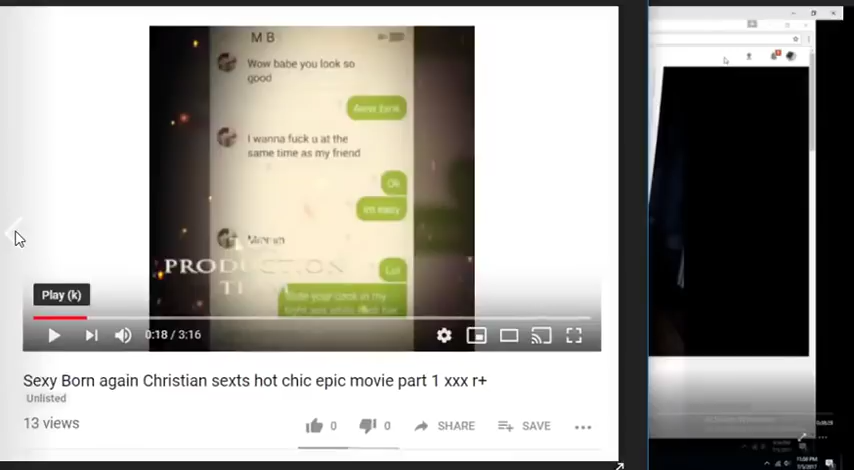 M B
Wow babe you look so
good
I wanna fuck u at the
same time as my friend
Ok
Im easy
Lol
PRODUCTION
Play (k)
0:18 / 3:16
Sexy Born again Christian sexts hot chic epic movie part 1 xxx r+
Unlisted
13 views
0
0
SHARE
SAVE